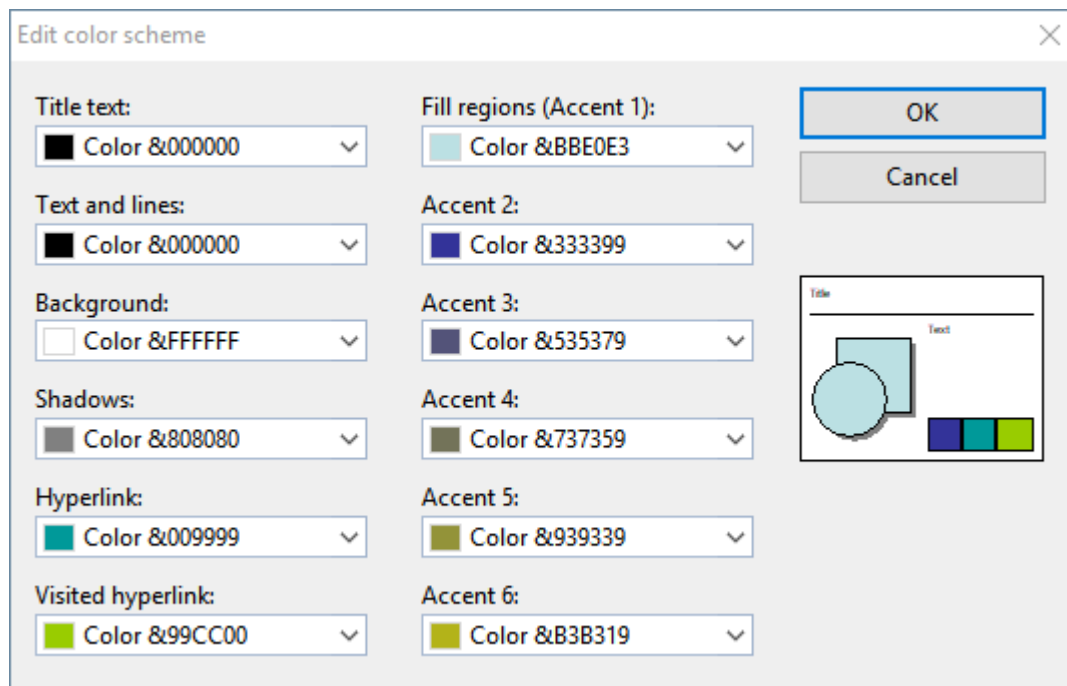 Edit color scheme
Title text:
Color &000000
Text and lines:
Color &000000
Background:
Color &FFFFFF
Shadows:
Color &808080
Hyperlink:
Color &009999
Visited hyperlink:
Color &99CC00
Fill regions (Accent 1):
Color &BBE0E3
Accent 2:
Color &333399
Accent 3:
Color &535379
Accent 4:
Color &737359
Accent 5:
Color &939339
Accent 6:
Color &B3B319
OK
Cancel
Title
Text